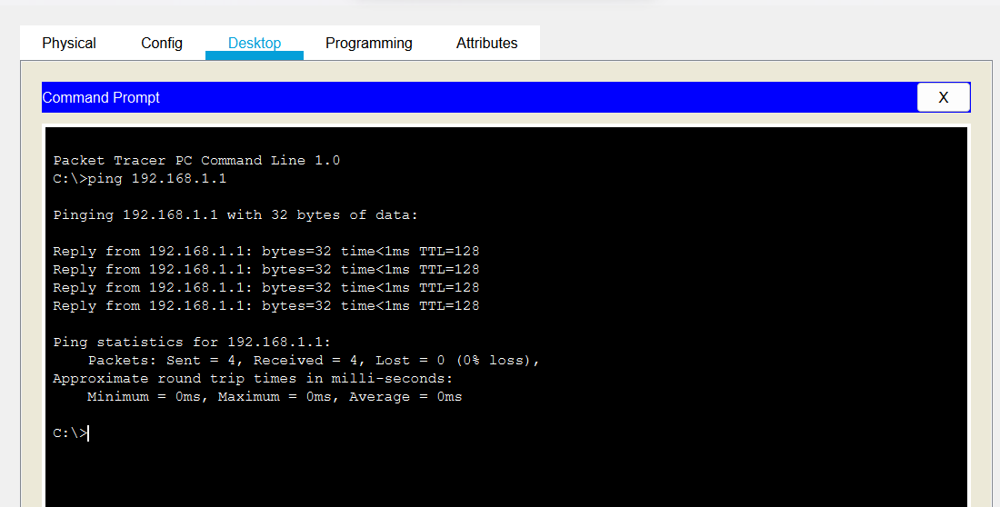 Physical Config Desktop Programming Attributes
Command Prompt X
Packet Tracer PC Command Line 1.0
C:\>ping 192.168.1.1
Pinging 192.168.1.1 with 32 bytes of data:
Reply from 192.168.1.1: bytes=32 time<1ms TTL=128
Reply from 192.168.1.1: bytes=32 time<1ms TTL=128
Reply from 192.168.1.1: bytes=32 time<1ms TTL=128
Reply from 192.168.1.1: bytes=32 time<1ms TTL=128
Ping statistics for 192.168.1.1:
Packets: Sent = 4, Received = 4, Lost = 0 (0% loss),
Approximate round trip times in milli-seconds:
Minimum = 0ms, Maximum = 0ms, Average = 0ms
C:\>